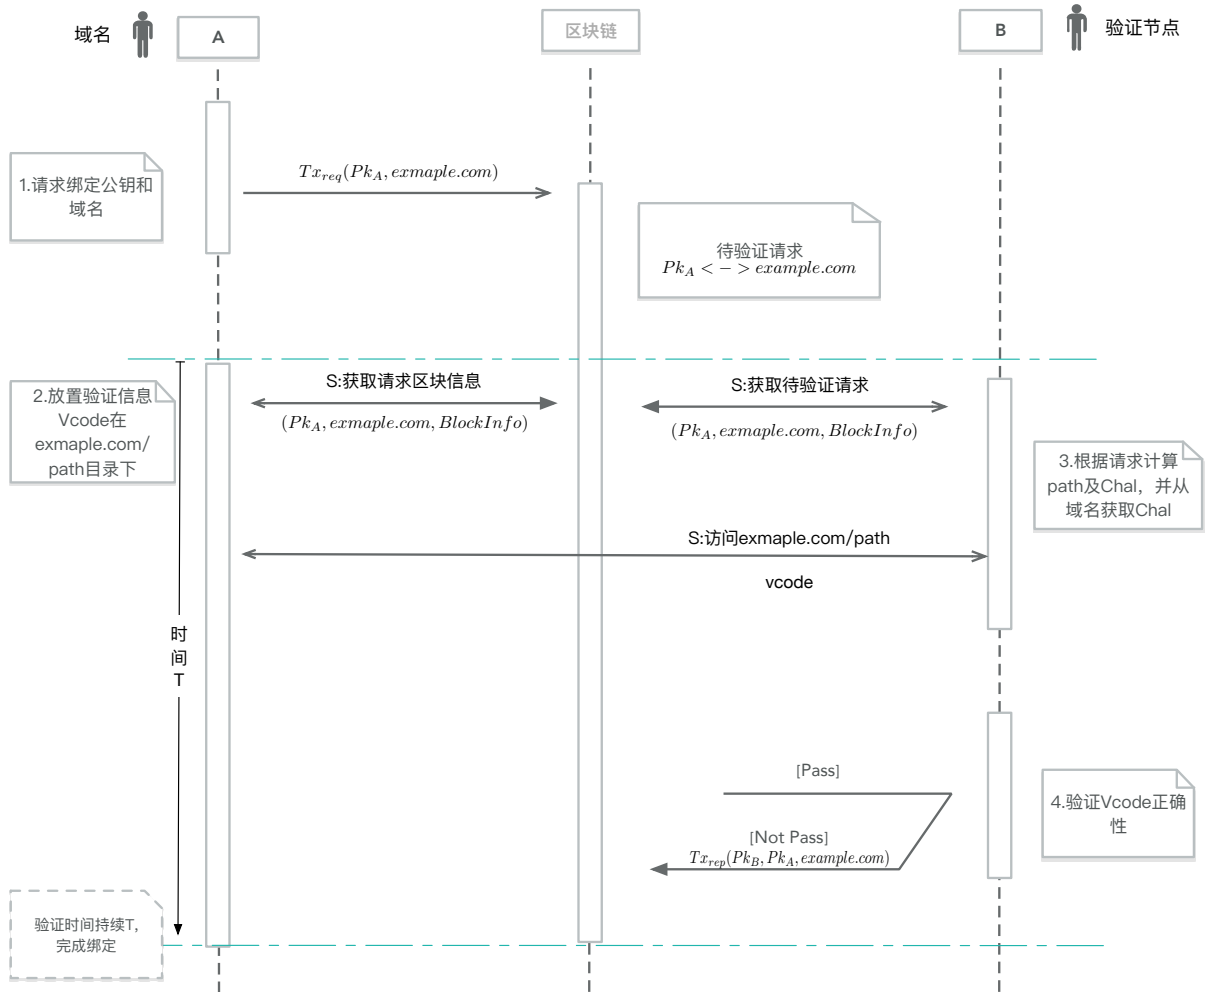 域名
A
区块链
B
验证节点
1.请求绑定公钥和
域名
Tx_req(Pk_A, exmaple.com)
待验证请求
Pk_A < − > example.com
2.放置验证信息
Vcode在
exmaple.com/
path目录下
S:获取请求区块信息
(Pk_A, exmaple.com, BlockInfo)
S:获取待验证请求
(Pk_A, exmaple.com, BlockInfo)
3.根据请求计算
path及Chal，并从
域名获取Chal
S:访问exmaple.com/path
vcode
时
间
T
[Pass]
[Not Pass]
Tx_rep(Pk_B, Pk_A, example.com)
4.验证Vcode正确
性
验证时间持续T，
完成绑定